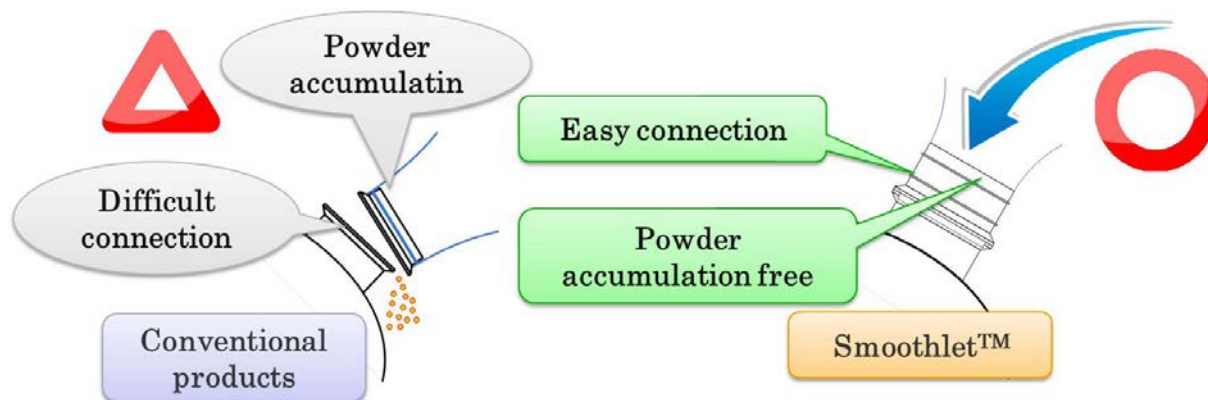 Powder
accumulatin
Difficult
connection
Conventional
products
Easy connection
Powder
accumulation free
Smoothlet™